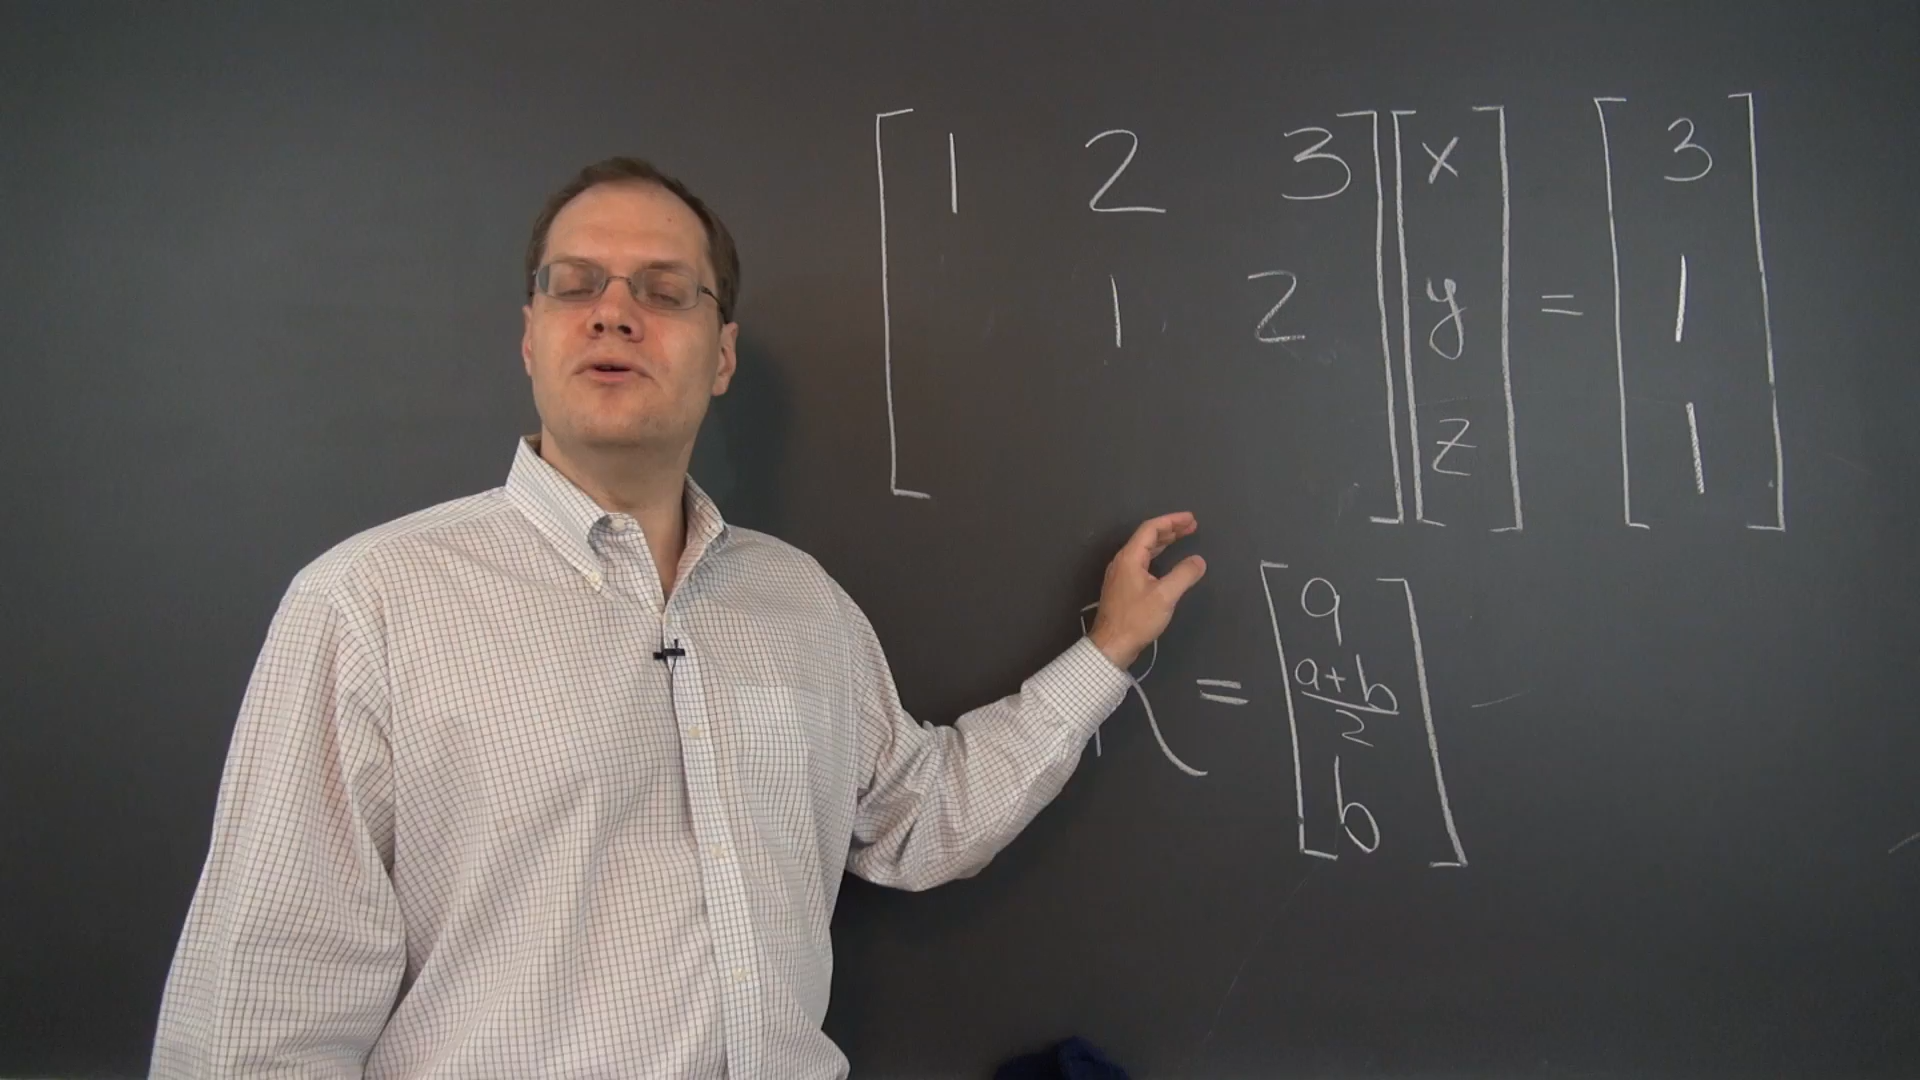 [ 1 2 3 ] [ x ] = [ 3 ]
[ 1 2 ] [ y ] = [ 1 ]
[ z ] [ 1 ]
R = [ a
a+b
2
b ]